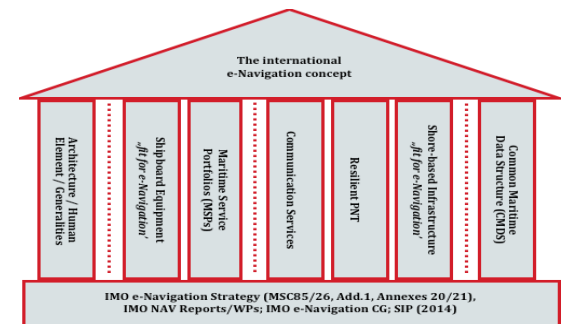 The international
e-Navigation concept
Architecture / Human
Element / Generalities
Shipboard Equipment
„fit for e-Navigation'
Maritime Service
Portfolios (MSPs)
Communication Services
Resilient PNT
Shore-based Infrastructure
„fit for e-Navigation'
Common Maritime
Data Structure (CMDS)
IMO e-Navigation Strategy (MSC85/26, Add.1, Annexes 20/21),
IMO NAV Reports/WPs; IMO e-Navigation CG; SIP (2014)